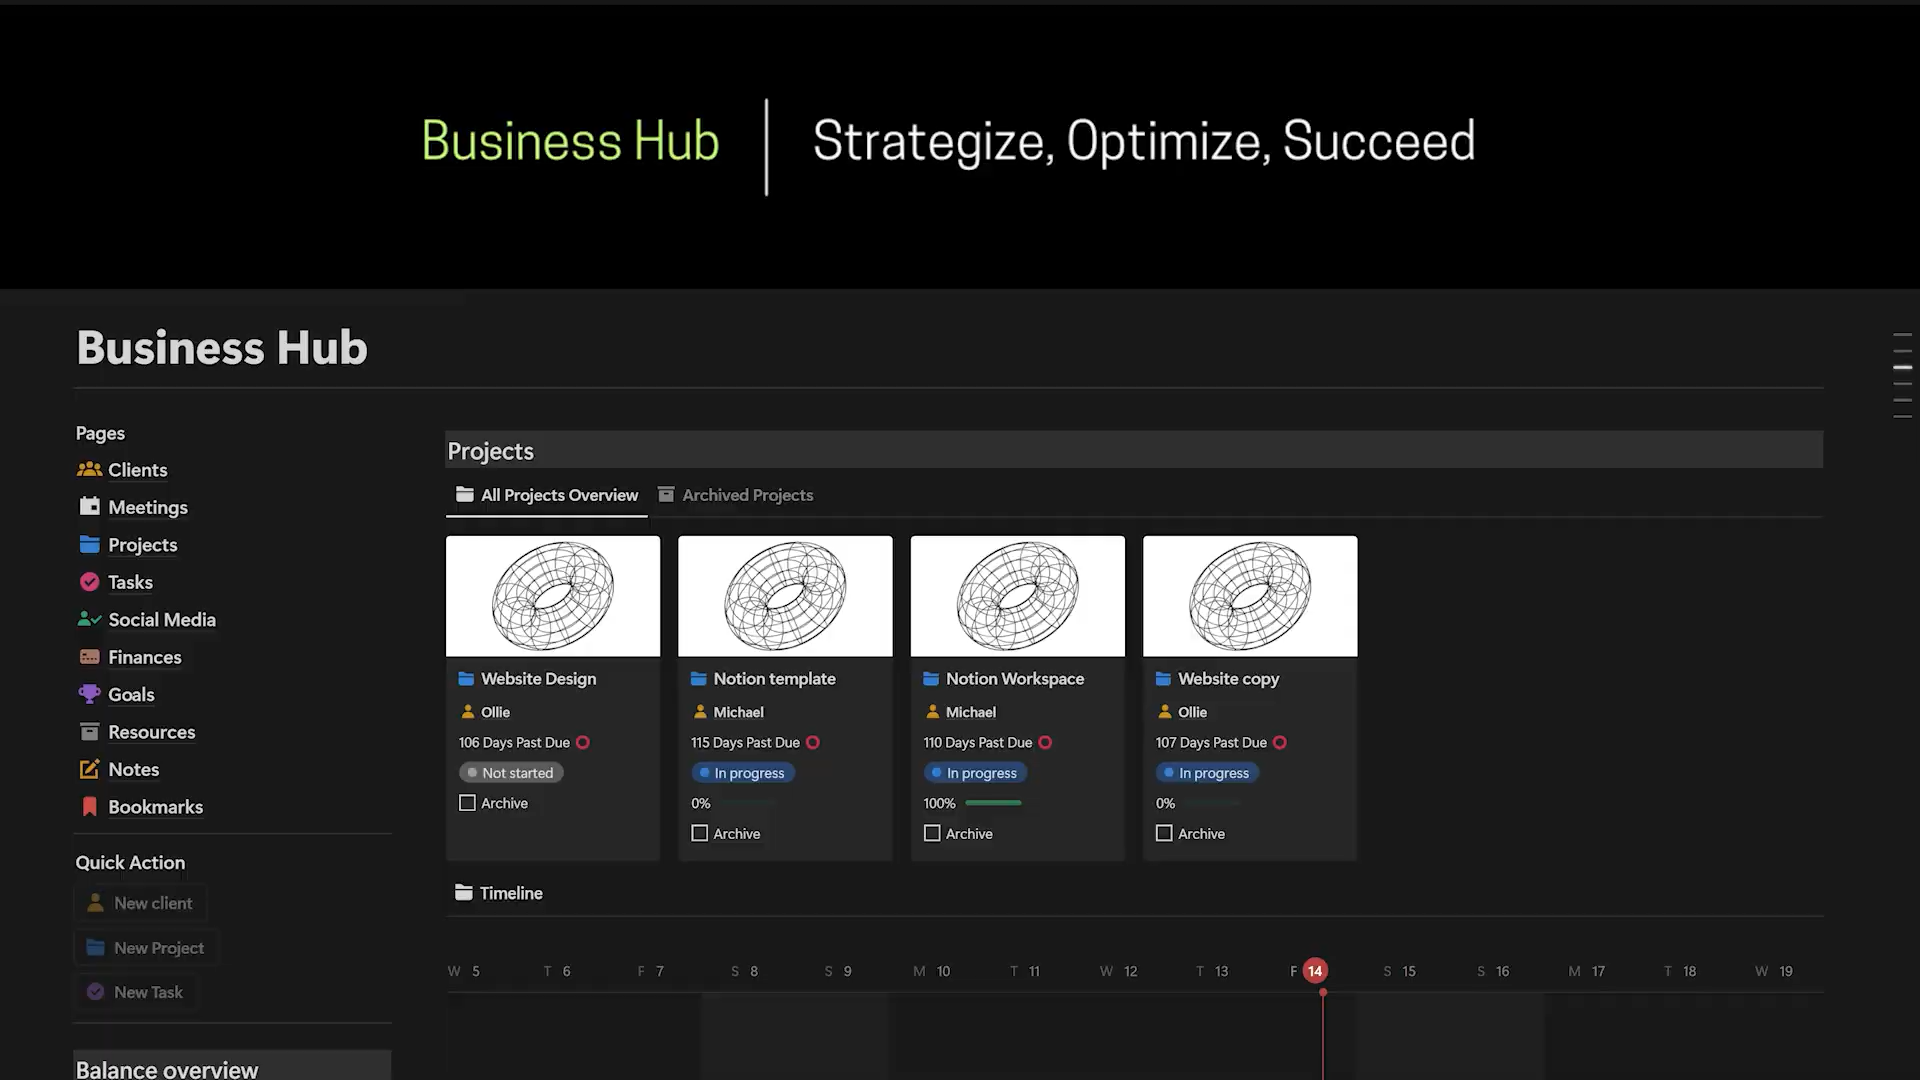 Business Hub
Strategize, Optimize, Succeed
Business Hub
Pages
Clients
Meetings
Projects
Tasks
Social Media
Finances
Goals
Resources
Notes
Bookmarks
Quick Action
New client
New Project
New Task
Balance overview
Projects
All Projects Overview
Archived Projects
Website Design
Ollie
106 Days Past Due
Not started
Archive
Notion template
Michael
115 Days Past Due
In progress
0%
Archive
Notion Workspace
Michael
110 Days Past Due
In progress
100%
Archive
Website copy
Ollie
107 Days Past Due
In progress
0%
Archive
Timeline
W 5 T 6 F 7 S 8 S 9 M 10 T 11 W 12 T 13 F 14 S 15 S 16 M 17 T 18 W 19